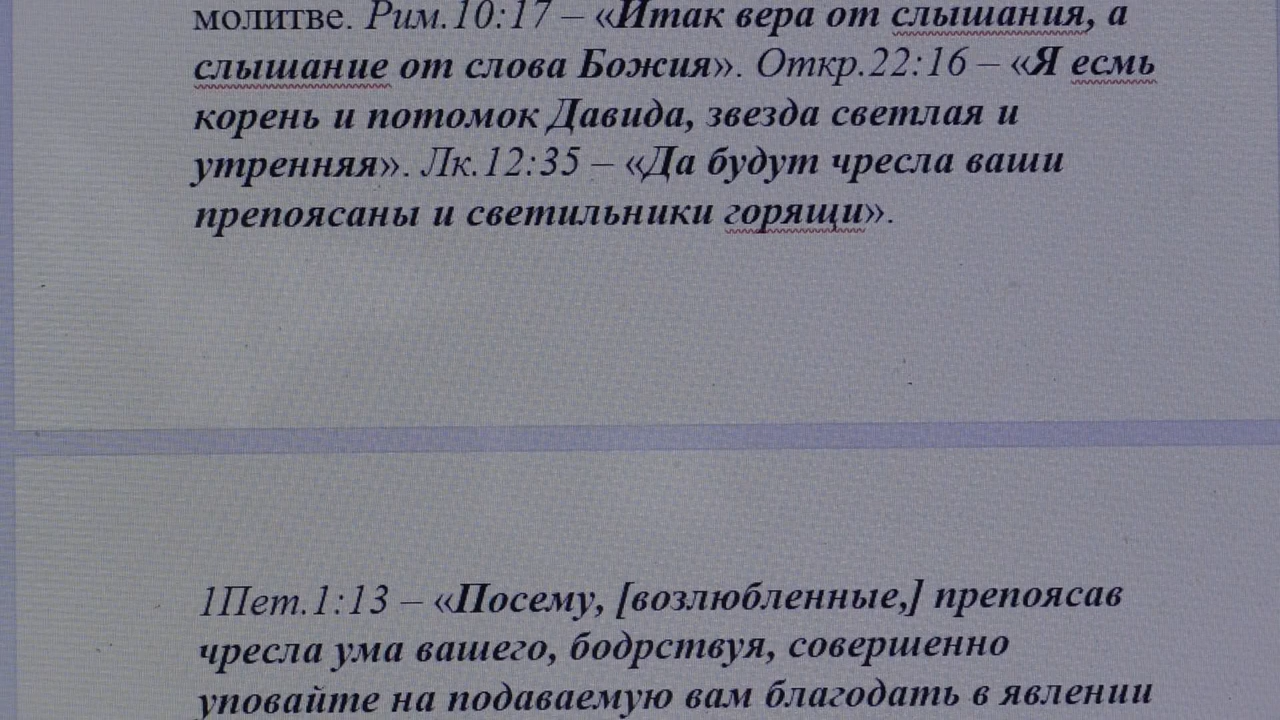 молитве. Рим.10:17 – «Итак вера от слышания, а
слышание от слова Божия». Откр.22:16 – «Я есмь
корень и потомок Давида, звезда светлая и
утренняя». Лк.12:35 – «Да будут чресла ваши
препоясаны и светильники горящи».
1Пет.1:13 – «Посему, [возлюбленные,] препоясав
чресла ума вашего, бодрствуя, совершенно
уповайте на подаваемую вам благодать в явлении